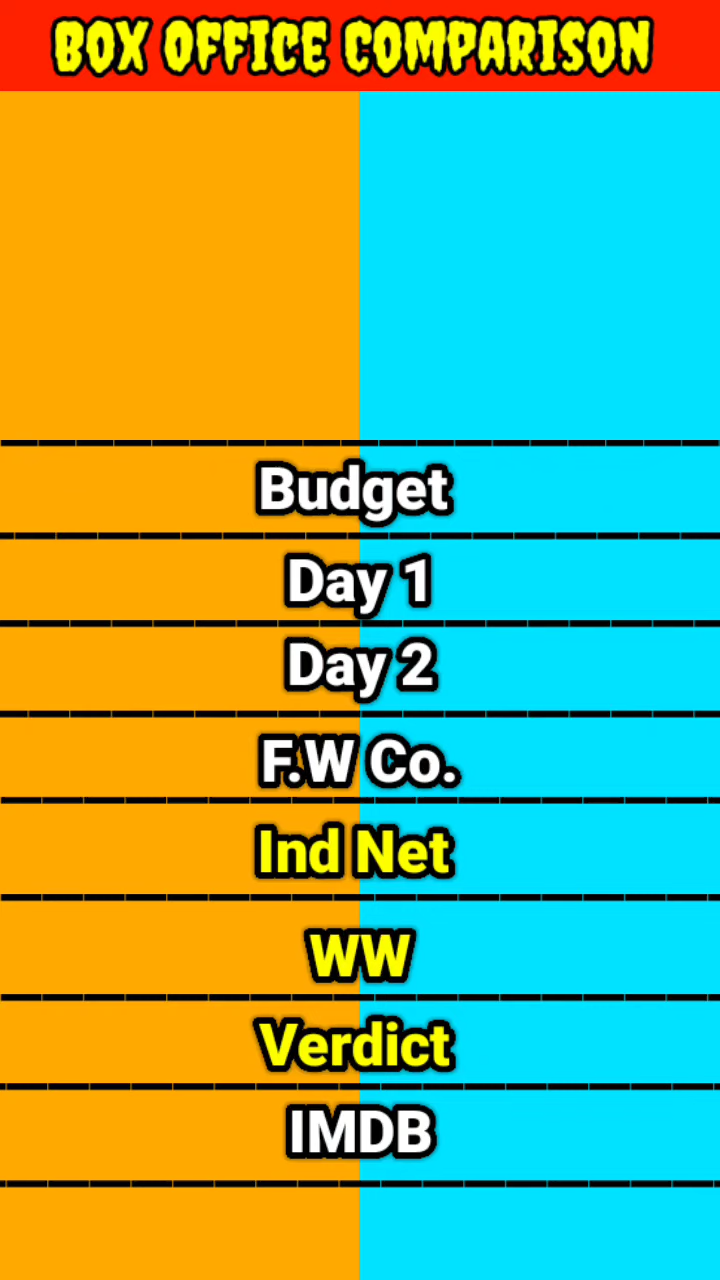 BOX OFFICE COMPARISON
Budget
Day 1
Day 2
F.W Co.
Ind Net
WW
Verdict
IMDB